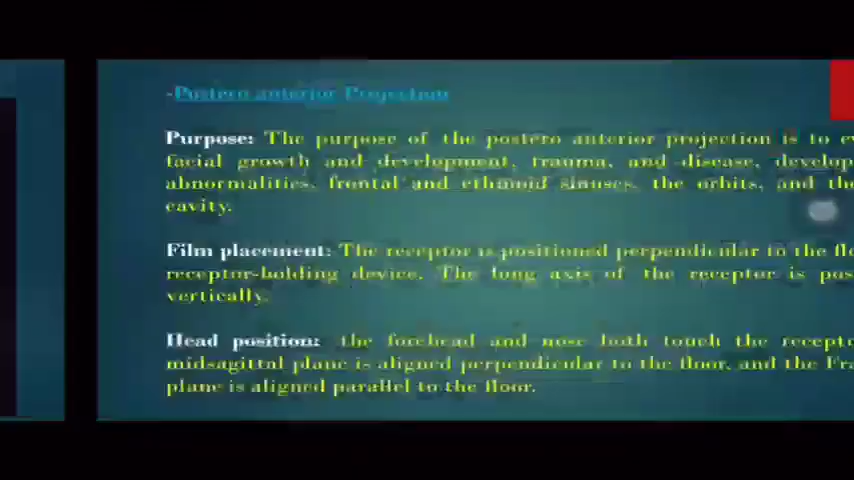 -Postero anterior Projection
Purpose: The purpose of the postero anterior projection is to
facial growth and development, trauma, and disease,
abnormalities, frontal and ethmoid sinuses, the orbits, and
cavity.
Film placement: The receptor is positioned perpendicular to the
receptor-holding device. The long axis of the receptor is
vertically.
Head position: the forehead and nose both touch the
midsagittal plane is aligned perpendicular to the floor, and the
plane is aligned parallel to the floor.